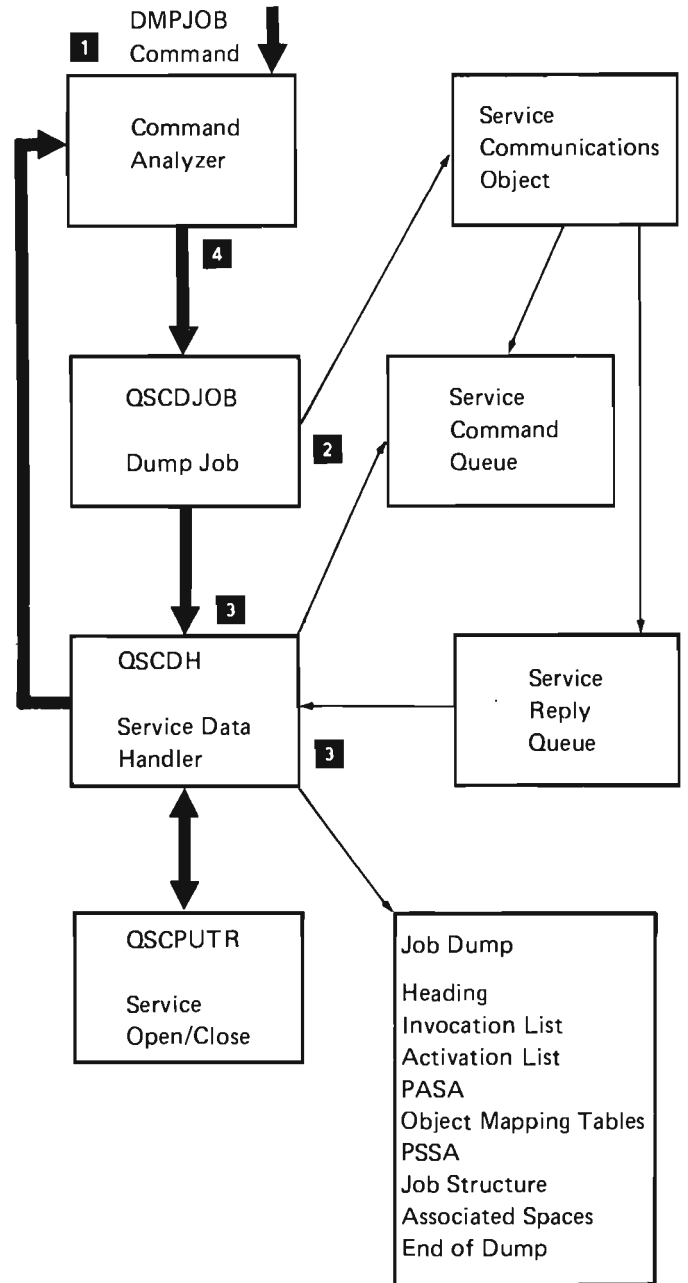 DMPJOB
1
Command
Command
Analyzer
Service
Communications
Object
4
QSCDJOB
Dump Job
2
Service
Command
Queue
3
QSCDH
Service Data
Handler
3
Service
Reply
Queue
QSCPUTR
Service
Open/Close
Job Dump
Heading
Invocation List
Activation List
PASA
Object Mapping Tables
PSSA
Job Structure
Associated Spaces
End of Dump